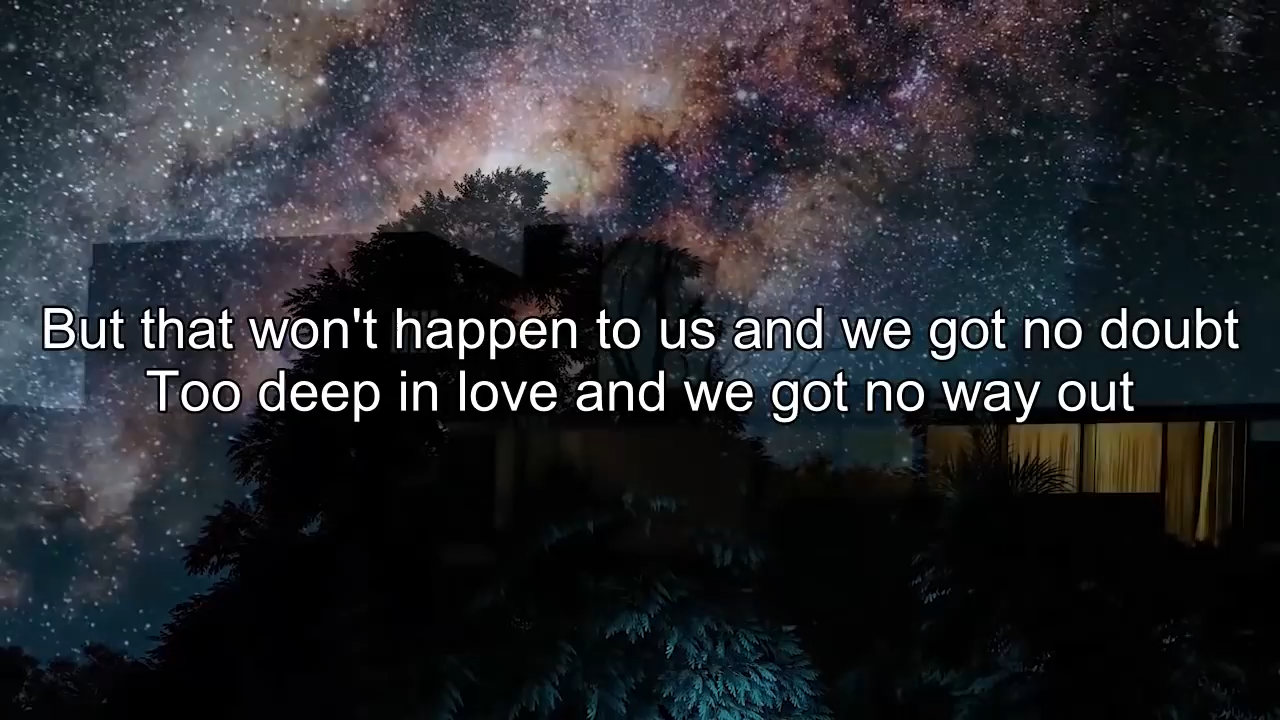 But that won't happen to us and we got no doubt
Too deep in love and we got no way out